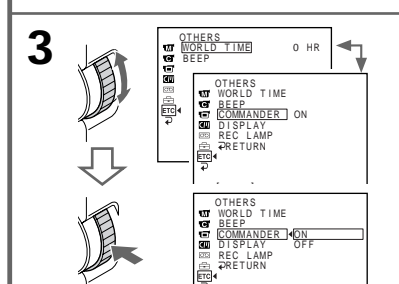 3
OTHERS
WORLD TIME 0 HR
BEEP
ETC
OTHERS
WORLD TIME
BEEP
COMMANDER ON
DISPLAY
REC LAMP
RETURN
ETC
OTHERS
WORLD TIME
BEEP
COMMANDER ON
DISPLAY OFF
REC LAMP
RETURN
ETC